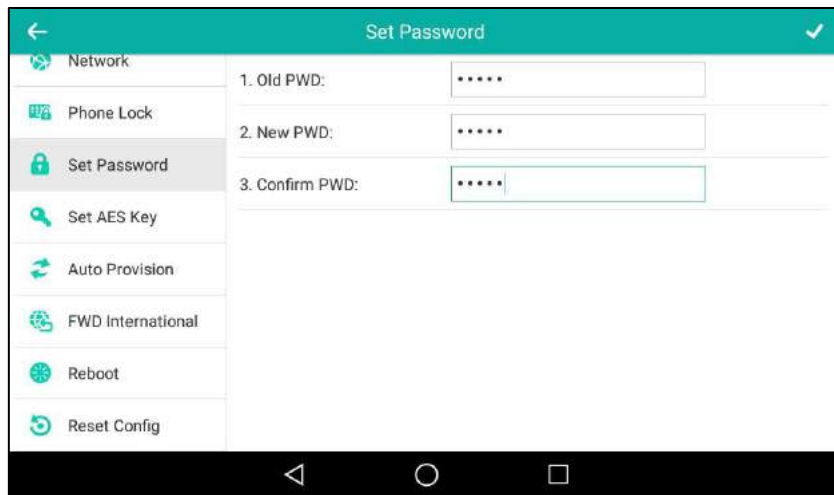 Set Password
Network
Phone Lock
Set Password
Set AES Key
Auto Provision
FWD International
Reboot
Reset Config
1. Old PWD: •••••
2. New PWD: •••••
3. Confirm PWD: •••••